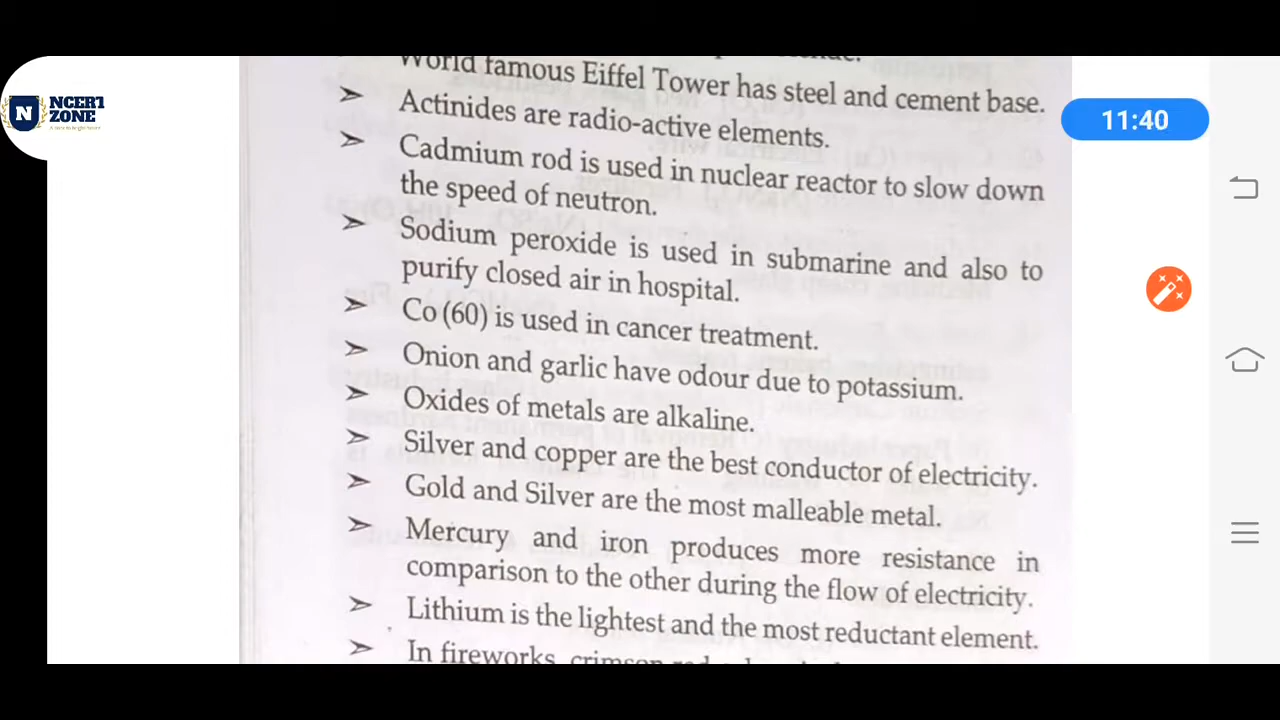 World famous Eiffel Tower has steel and cement base.
➤ Actinides are radio-active elements.
➤ Cadmium rod is used in nuclear reactor to slow down
the speed of neutron.
➤ Sodium peroxide is used in submarine and also to
purify closed air in hospital.
➤ Co (60) is used in cancer treatment.
➤ Onion and garlic have odour due to potassium.
➤ Oxides of metals are alkaline.
➤ Silver and copper are the best conductor of electricity.
➤ Gold and Silver are the most malleable metal.
➤ Mercury and iron produces more resistance in
comparison to the other during the flow of electricity.
➤ Lithium is the lightest and the most reductant element.
➤ In fireworks, crimson red
NCERT
ZONE
11:40